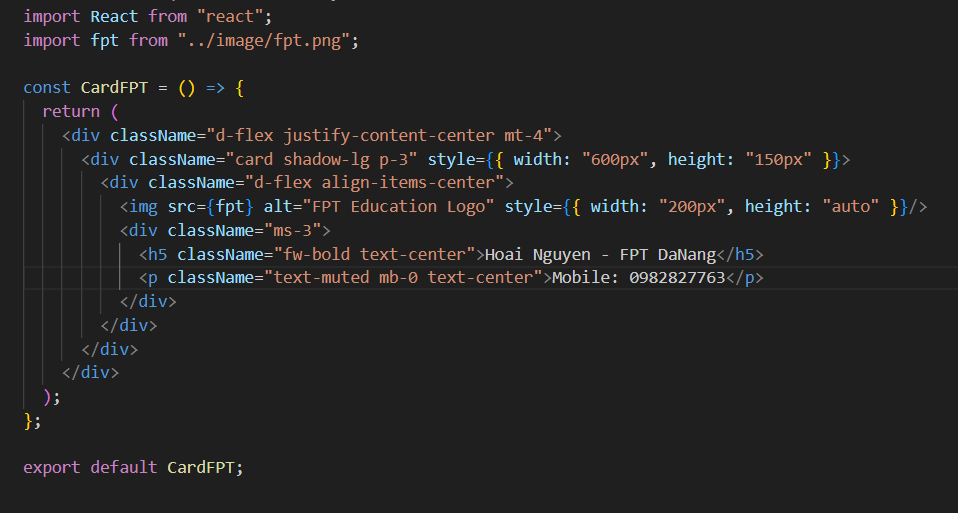 import React from "react";
import fpt from "../image/fpt.png";
const CardFPT = () => {
return (
<div className="d-flex justify-content-center mt-4">
<div className="card shadow-lg p-3" style={{ width: "600px", height: "150px" }}>
<div className="d-flex align-items-center">
<img src={fpt} alt="FPT Education Logo" style={{ width: "200px", height: "auto" }}/>
<div className="ms-3">
<h5 className="fw-bold text-center">Hoai Nguyen - FPT DaNang</h5>
<p className="text-muted mb-0 text-center">Mobile: 0982827763</p>
</div>
</div>
</div>
</div>
);
};
export default CardFPT;